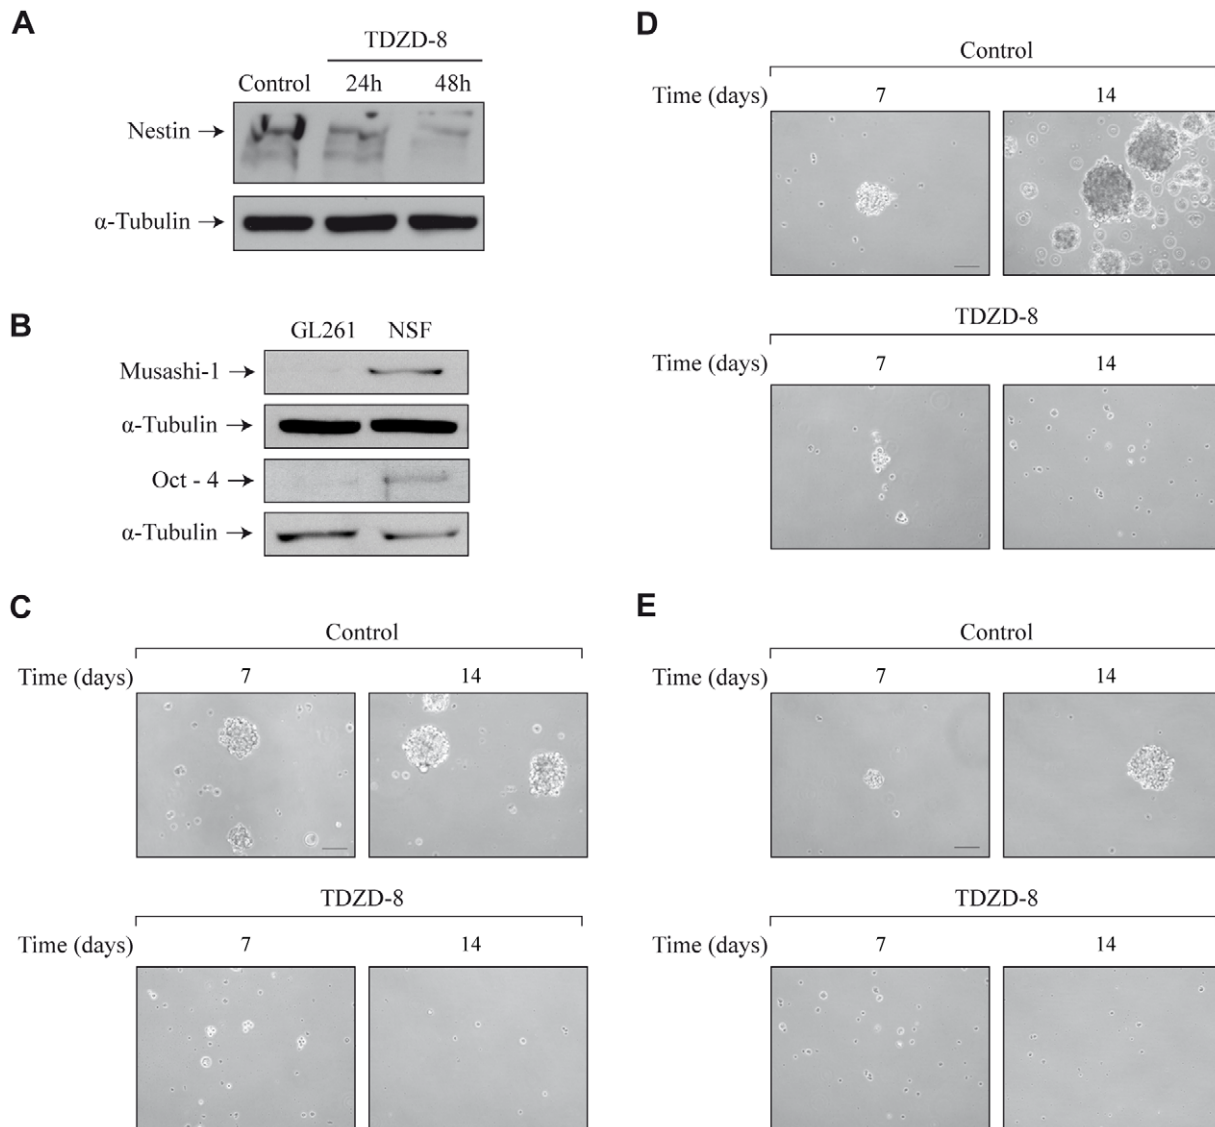 A
TDZD-8
Control 24h 48h
Nestin →
α-Tubulin →
B
GL261 NSF
Musashi-1 →
α-Tubulin →
Oct - 4 →
α-Tubulin →
C
Control
Time (days) 7 14
TDZD-8
Time (days) 7 14
D
Control
Time (days) 7 14
TDZD-8
Time (days) 7 14
E
Control
Time (days) 7 14
TDZD-8
Time (days) 7 14